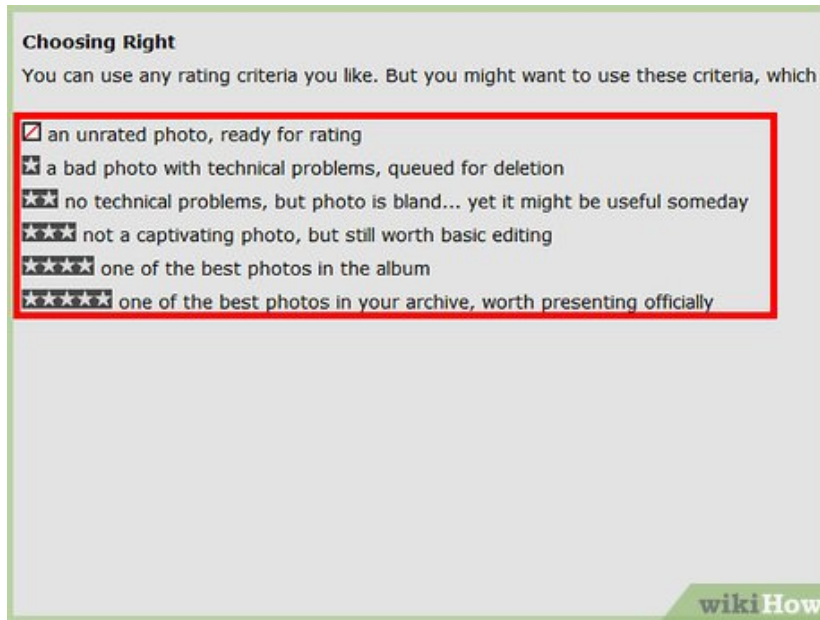 Choosing Right
You can use any rating criteria you like. But you might want to use these criteria, which
an unrated photo, ready for rating
a bad photo with technical problems, queued for deletion
no technical problems, but photo is bland... yet it might be useful someday
not a captivating photo, but still worth basic editing
one of the best photos in the album
one of the best photos in your archive, worth presenting officially
wikiHow